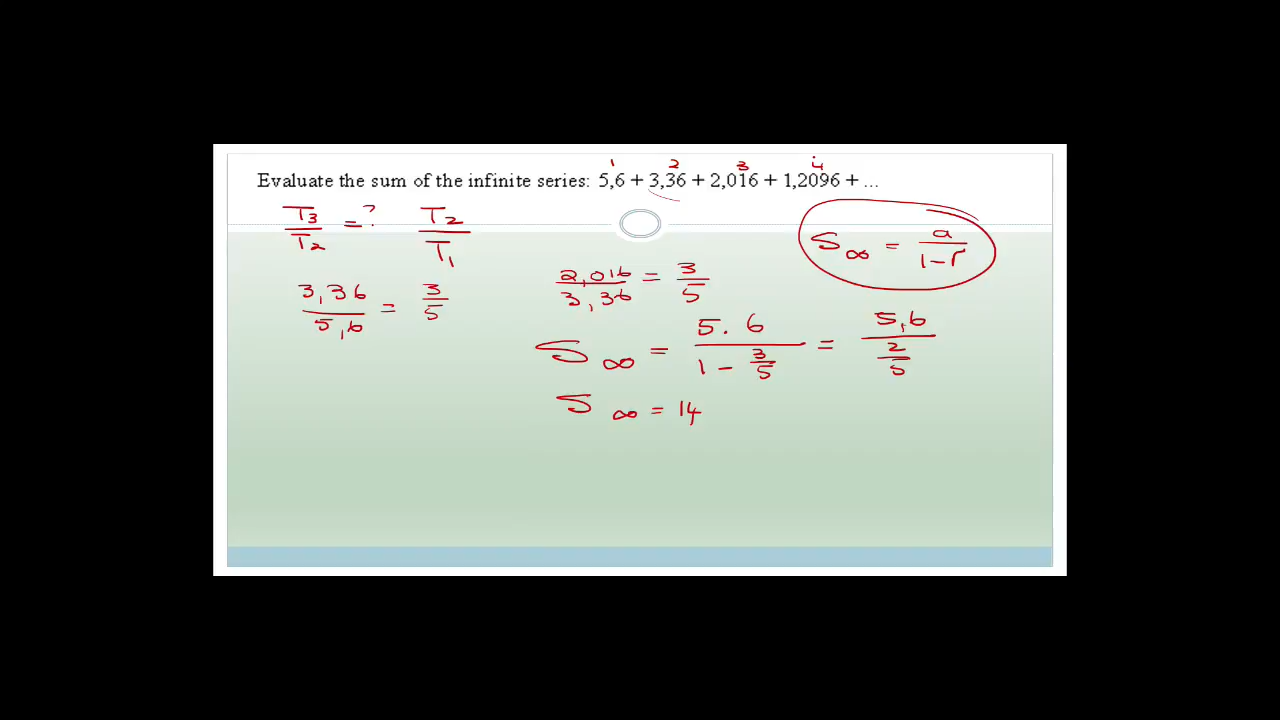 1 2 3 4
Evaluate the sum of the infinite series: 5,6 + 3,36 + 2,016 + 1,2096 + ...
T3/T2 =? T2/T1
S∞ = a/1-r
3,36/5,6 = 3/5
2,016/3,36 = 3/5
S∞ = 5.6/1-3/5 = 5,6/2/5
S∞ = 14